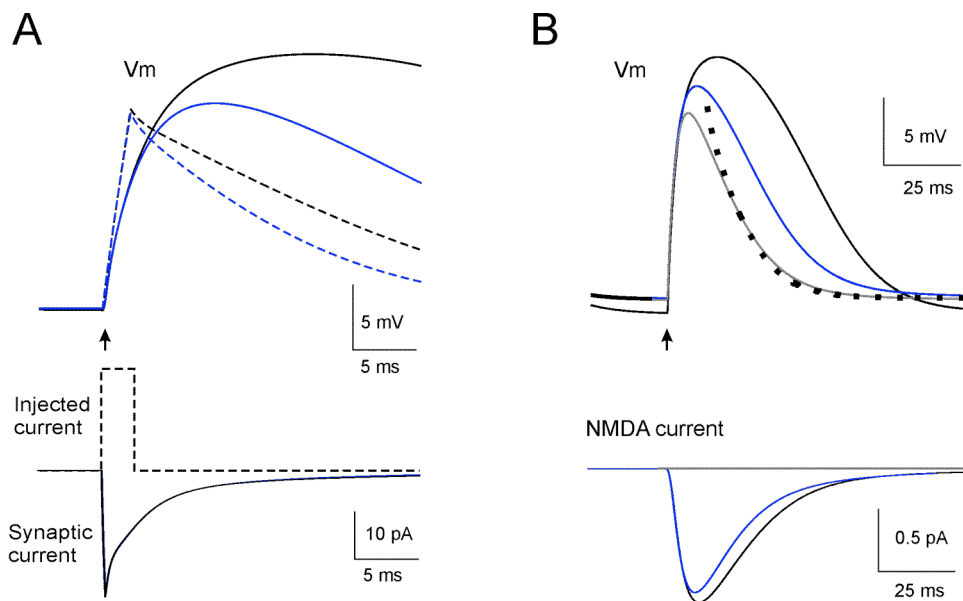 A
Vm
5 mV
5 ms
Injected
current
Synaptic
current
10 pA
5 ms
B
Vm
5 mV
25 ms
NMDA current
0.5 pA
25 ms